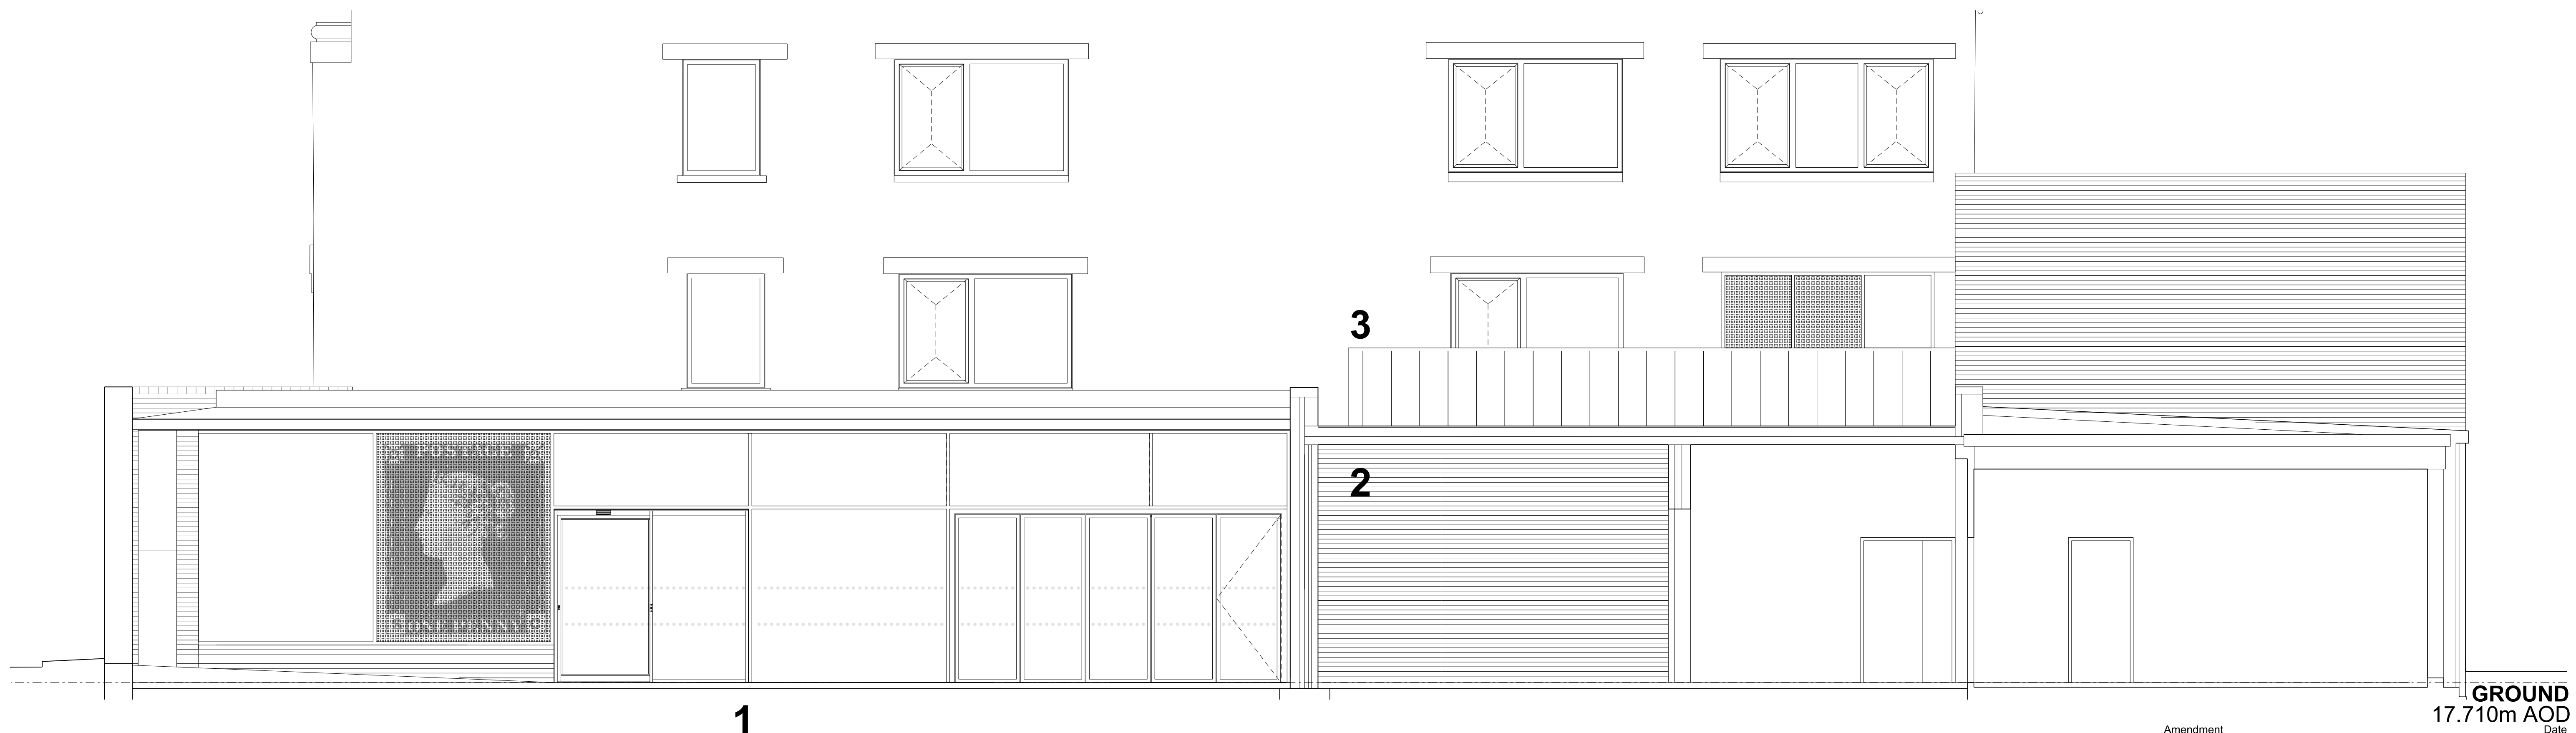 3
POSTAGE
2
S ONE PENNY C
GROUND
17.710m AOD
1
Amendment
Date